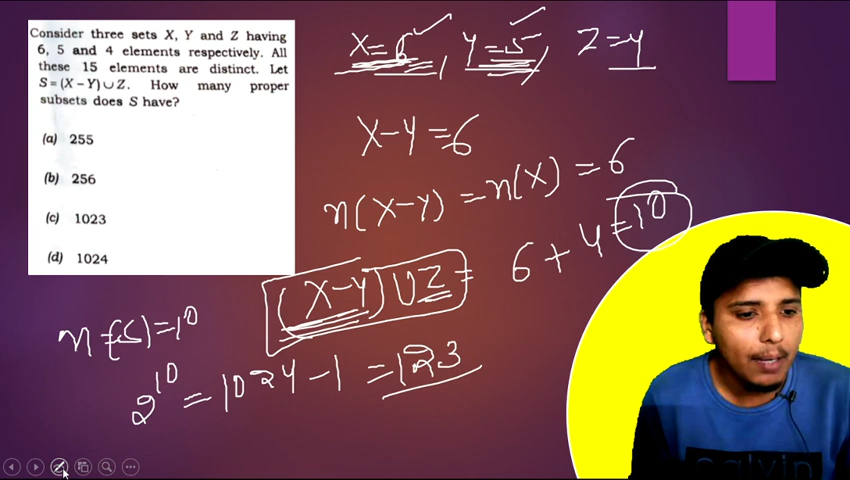 Consider three sets X, Y and Z having
6, 5 and 4 elements respectively. All
these 15 elements are distinct. Let
S = (X – Y) ∪ Z. How many proper
subsets does S have?
(a) 255
(b) 256
(c) 1023
(d) 1024
X = 6, Y = 5, Z = 4
X – Y = 6
n(X – Y) = n(X) = 6
(X – Y) ∪ Z = 6 + 4 = 10
n(S) = 10
2^10 = 1024 – 1 = 123